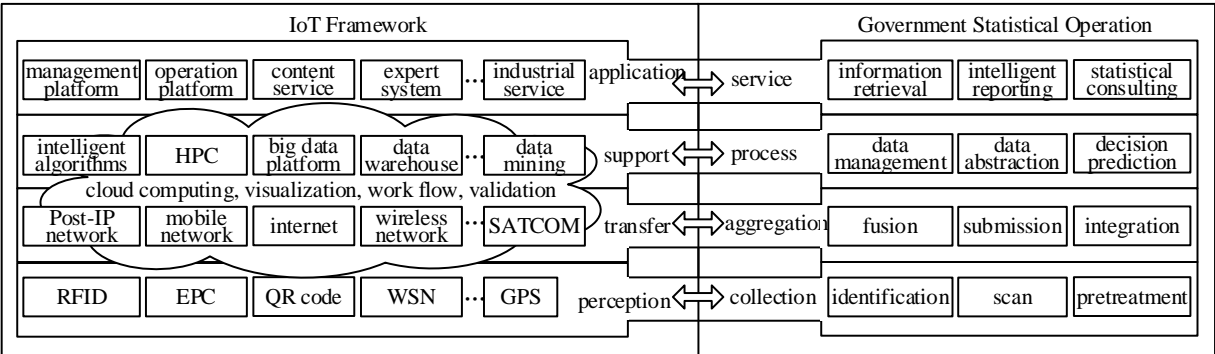 IoT Framework
Government Statistical Operation
management platform
operation platform
content service
expert system
...
industrial service
application
service
information retrieval
intelligent reporting
statistical consulting
intelligent algorithms
HPC
big data platform
data warehouse
...
data mining
support
process
data management
data abstraction
decision prediction
cloud computing, visualization, work flow, validation
Post-IP network
mobile network
internet
wireless network
...
SATCOM
transfer
aggregation
fusion
submission
integration
RFID
EPC
QR code
WSN
...
GPS
perception
collection
identification
scan
pretreatment